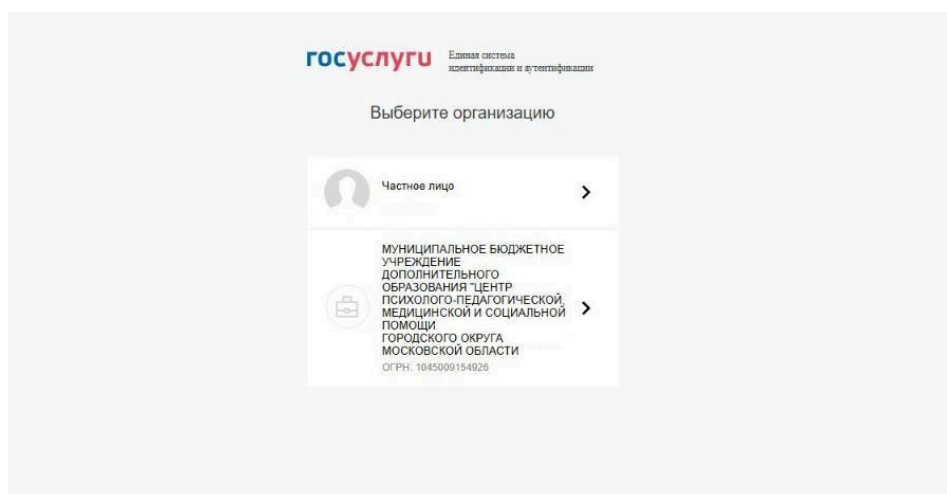 госуслуги
Единая система
идентификации и аутентификации
Выберите организацию
Частное лицо
МУНИЦИПАЛЬНОЕ БЮДЖЕТНОЕ
УЧРЕЖДЕНИЕ
ДОПОЛНИТЕЛЬНОГО
ОБРАЗОВАНИЯ "ЦЕНТР
ПСИХОЛОГО-ПЕДАГОГИЧЕСКОЙ,
МЕДИЦИНСКОЙ И СОЦИАЛЬНОЙ
ПОМОЩИ
ГОРОДСКОГО ОКРУГА
МОСКОВСКОЙ ОБЛАСТИ
ОГРН: 1045009154926